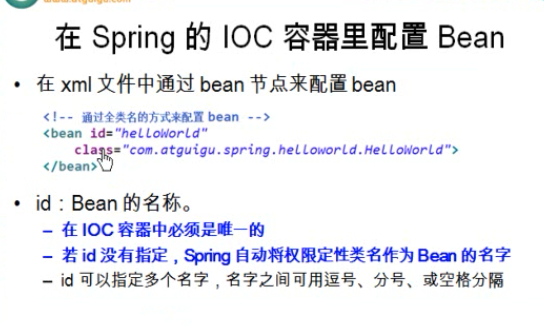 www.atguigu.com
在 Spring 的 IOC 容器里配置 Bean
• 在 xml 文件中通过 bean 节点来配置 bean
<!-- 通过全类名的方式来配置 bean -->
<bean id="helloWorld"
class="com.atguigu.spring.helloworld.HelloWorld">
</bean>
• id：Bean 的名称。
– 在 IOC 容器中必须是唯一的
– 若 id 没有指定，Spring 自动将权限定性类名作为 Bean 的名字
– id 可以指定多个名字，名字之间可用逗号、分号、或空格分隔